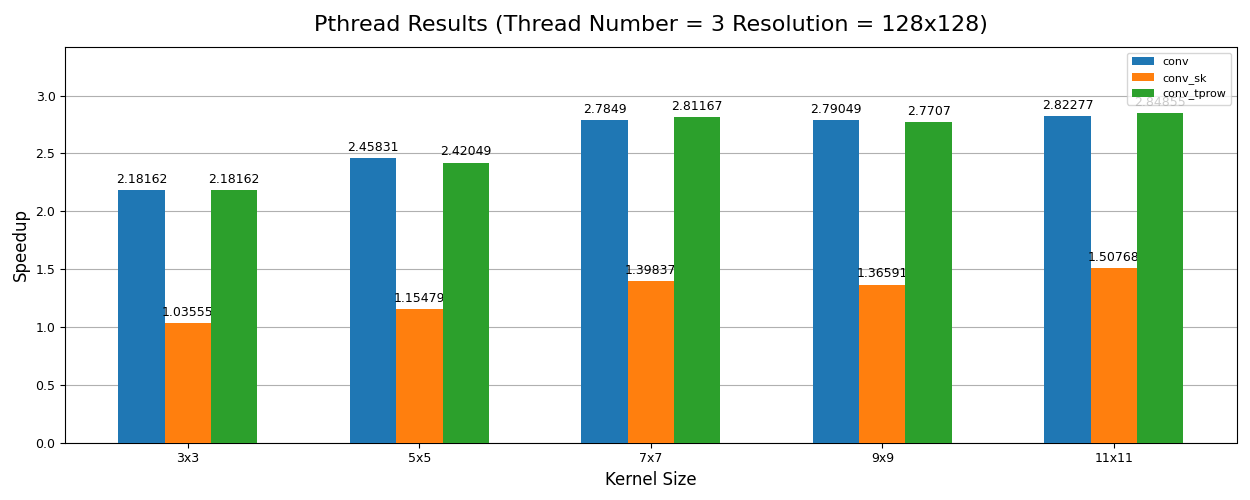 Pthread Results (Thread Number = 3 Resolution = 128x128)
conv
conv_sk
conv_tprow
3.0
2.5
2.0
1.5
1.0
0.5
0.0
Speedup
2.18162
1.03555
2.18162
2.45831
1.15479
2.42049
2.7849
1.39837
2.81167
2.79049
1.36591
2.7707
2.82277
1.50768
2.84855
3x3
5x5
7x7
9x9
11x11
Kernel Size